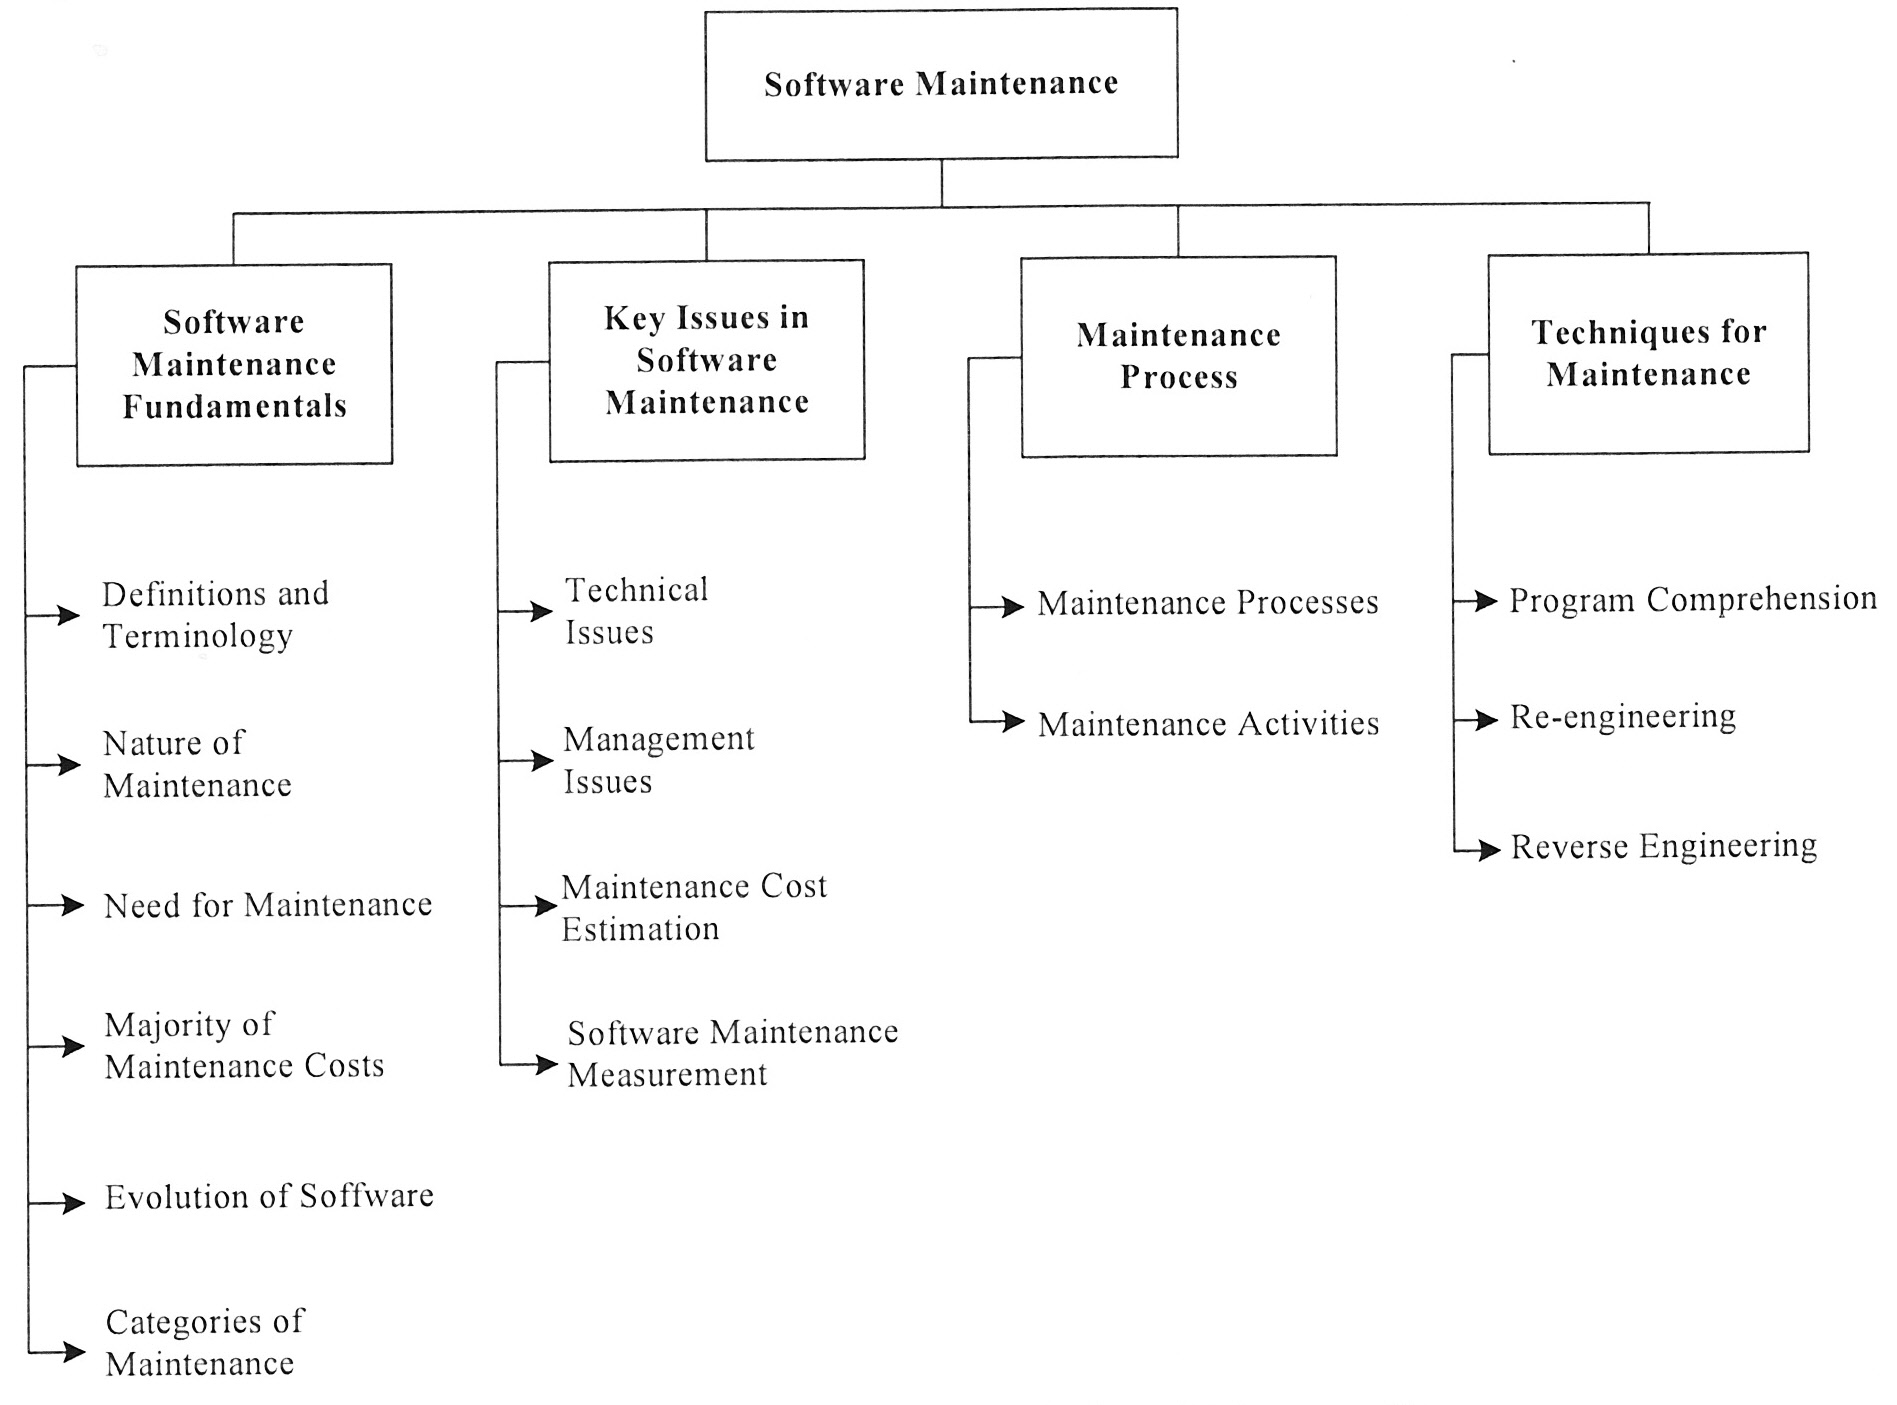 Software Maintenance
Software
Maintenance
Fundamentals
Definitions and
Terminology
Nature of
Maintenance
Need for Maintenance
Majority of
Maintenance Costs
Evolution of Soffware
Categories of
Maintenance
Key Issues in
Software
Maintenance
Technical
Issues
Management
Issues
Maintenance Cost
Estimation
Software Maintenance
Measurement
Maintenance
Process
Maintenance Processes
Maintenance Activities
Techniques for
Maintenance
Program Comprehension
Re-engineering
Reverse Engineering